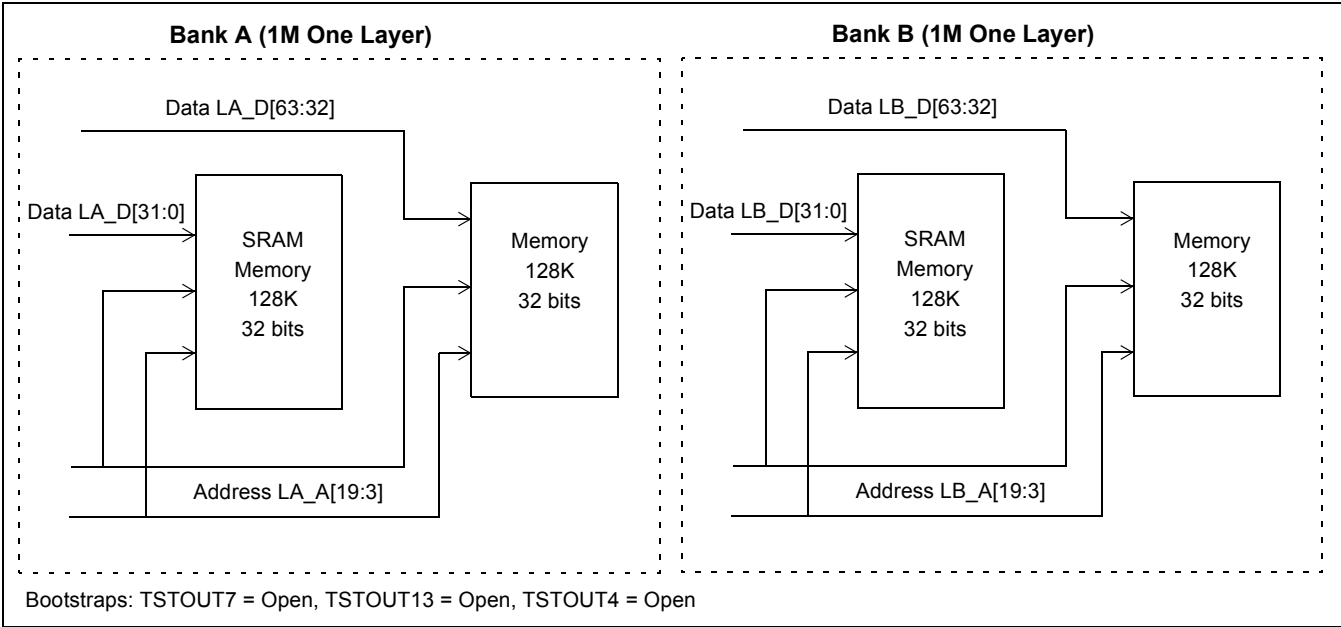 Bank A (1M One Layer)
Data LA_D[63:32]
Data LA_D[31:0]
SRAM
Memory
128K
32 bits
Memory
128K
32 bits
Address LA_A[19:3]
Bank B (1M One Layer)
Data LB_D[63:32]
Data LB_D[31:0]
SRAM
Memory
128K
32 bits
Memory
128K
32 bits
Address LB_A[19:3]
Bootstraps: TSTOUT7 = Open, TSTOUT13 = Open, TSTOUT4 = Open